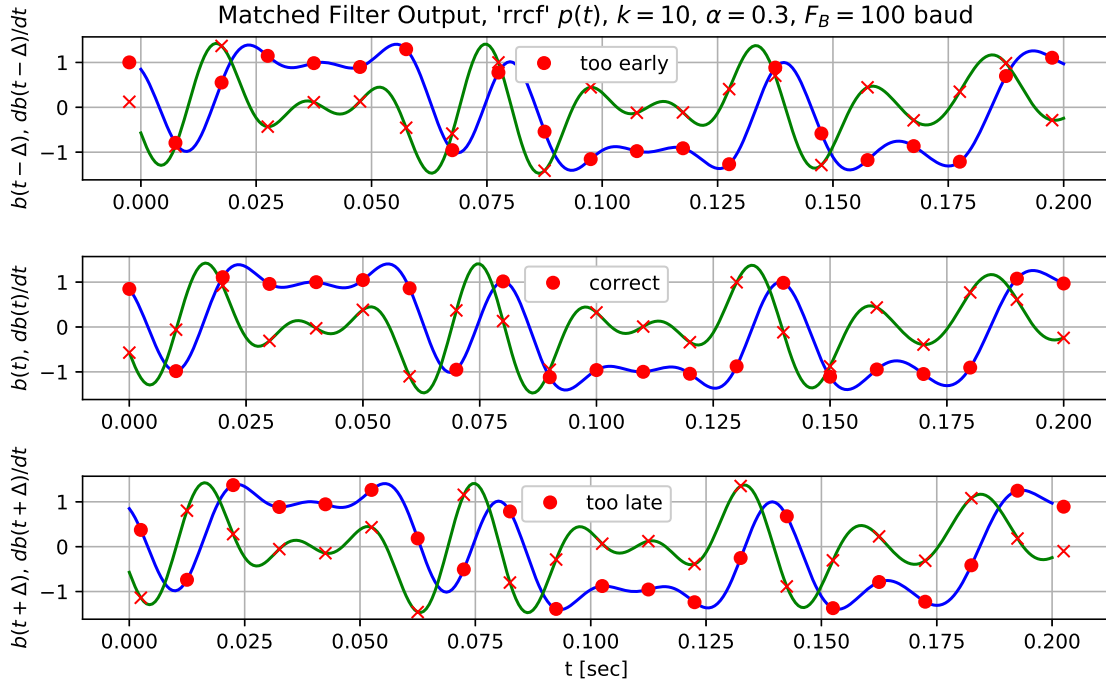 Matched Filter Output, 'rrcf' p(t), k = 10, α = 0.3, F_B = 100 baud
b(t − Δ), db(t − Δ)/dt
1
0
−1
too early
0.000 0.025 0.050 0.075 0.100 0.125 0.150 0.175 0.200
b(t), db(t)/dt
1
0
−1
correct
0.000 0.025 0.050 0.075 0.100 0.125 0.150 0.175 0.200
b(t + Δ), db(t + Δ)/dt
1
0
−1
too late
0.000 0.025 0.050 0.075 0.100 0.125 0.150 0.175 0.200
t [sec]